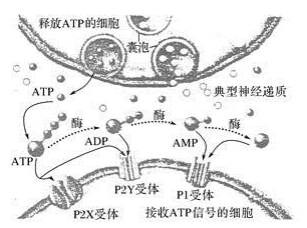 释放ATP的细胞
囊泡
ATP
典型神经递质
酶
酶
酶
ATP
ADP
AMP
P2Y受体
P1受体
P2X受体
接收ATP信号的细胞